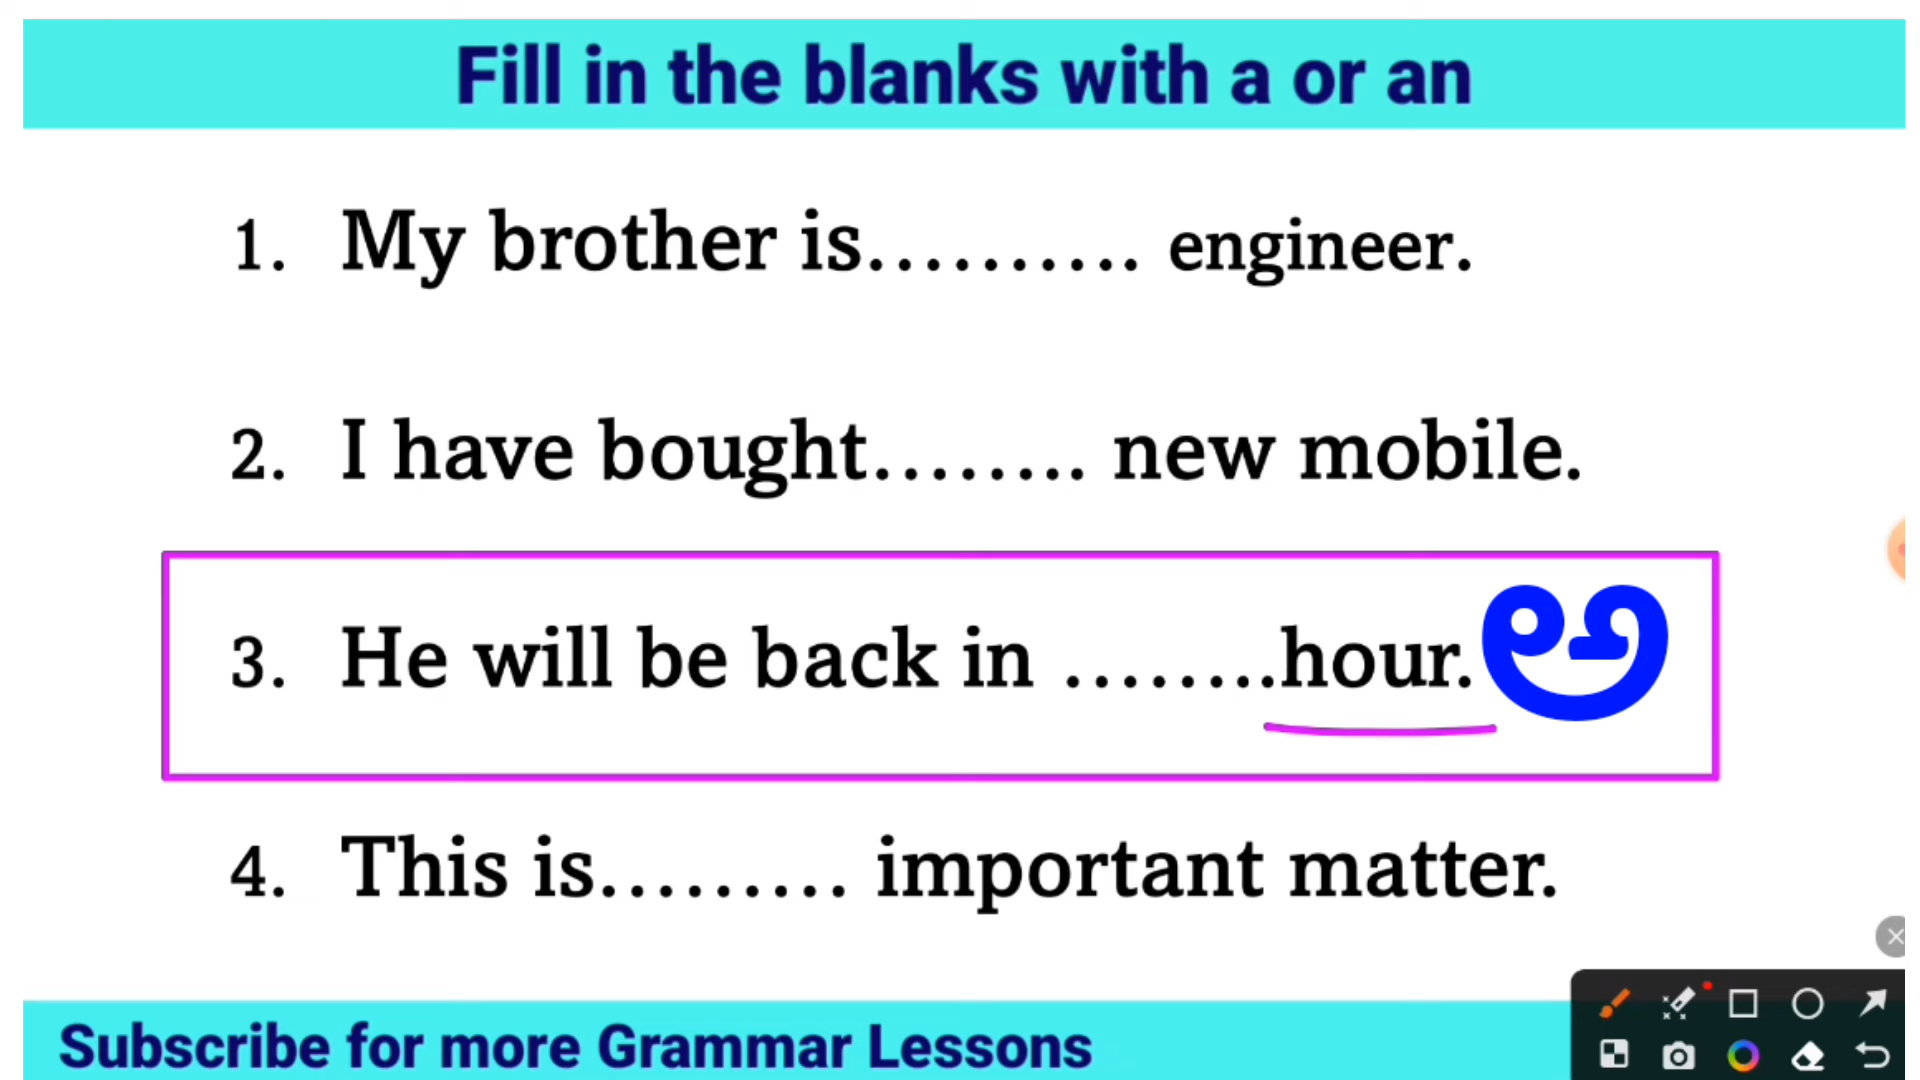 Fill in the blanks with a or an
1. My brother is.......... engineer.
2. I have bought........ new mobile.
3. He will be back in ........hour. ఆ
4. This is......... important matter.
Subscribe for more Grammar Lessons